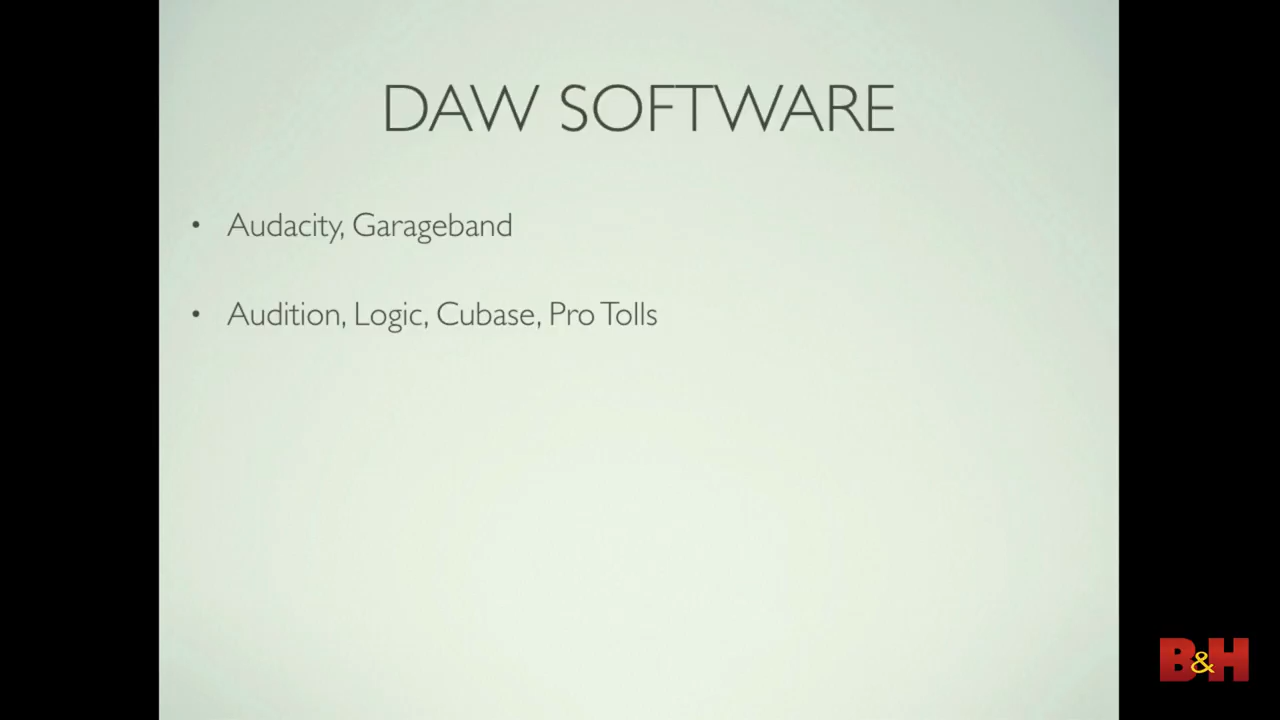 DAW SOFTWARE
• Audacity, Garageband
• Audition, Logic, Cubase, Pro Tolls
B&H